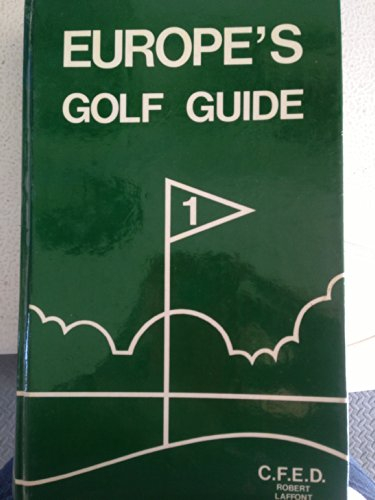 EUROPE'S
GOLF GUIDE
1
C.F.E.D.
ROBERT
LAFFONT